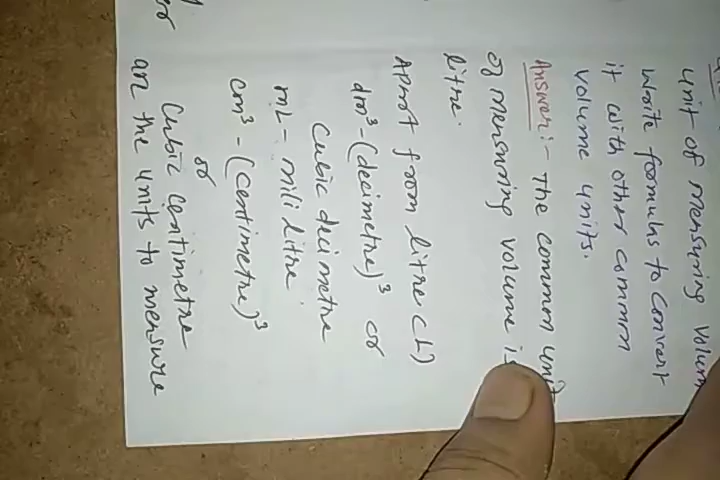 unit of measuring volum
Write formulas to convert
it with other common
volume units.
Answer:- The common unit
of measuring volume is
litre.
Apart from litre (L)
dm³-(decimetre)³ or
Cubic decimetre
mL- mili litre
cm³-(centimetre)³
or
Cubic centimetre
are the units to measure